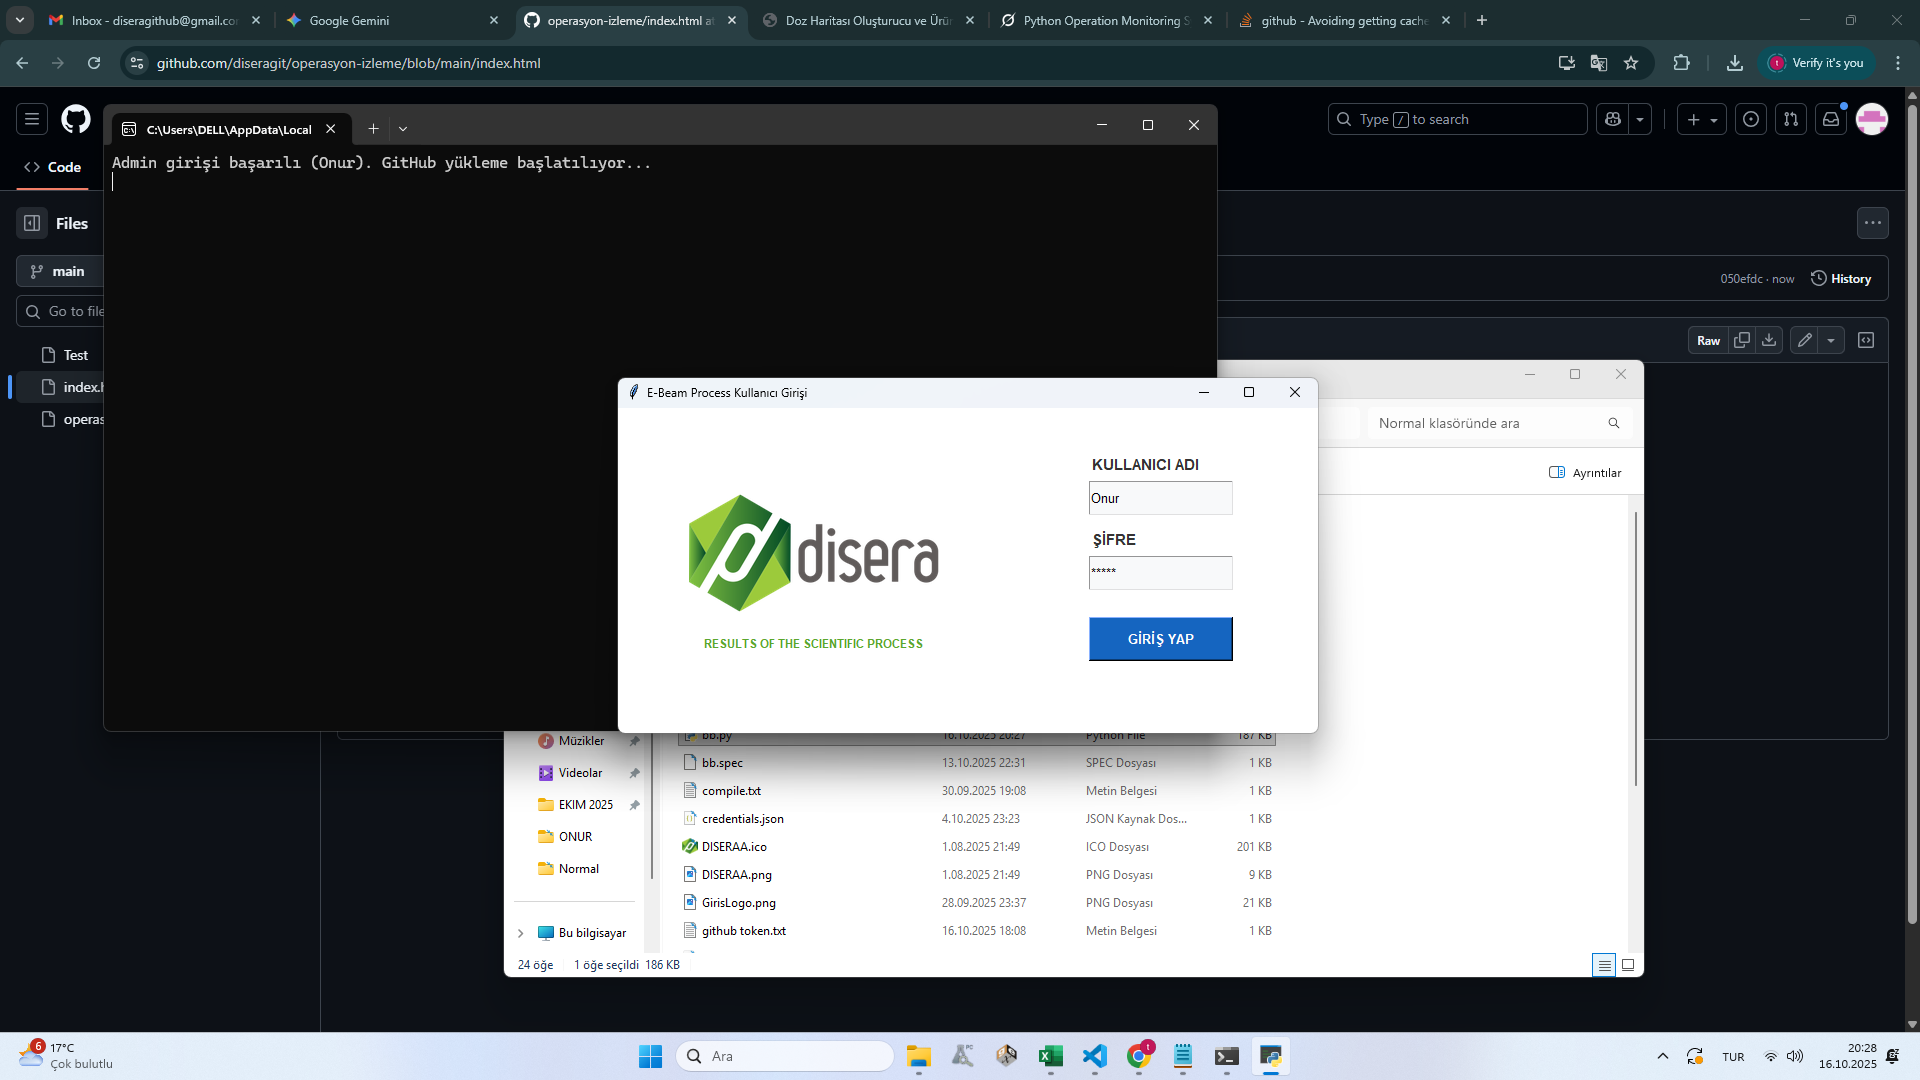 Inbox - diseragithub@gmail.co
Google Gemini
operasyon-izleme/index.html at
Doz Haritası Oluşturucu ve Ürün
Python Operation Monitoring S
github - Avoiding getting cache
github.com/diseragit/operasyon-izleme/blob/main/index.html
Verify it's you
C:\Users\DELL\AppData\Local
Type / to search
Admin girişi başarılı (Onur). GitHub yükleme başlatılıyor...
Code
Files
main
050efdc · now
History
Go to file
Raw
Test
index.h
operas
E-Beam Process Kullanıcı Girişi
Normal klasöründe ara
Ayrıntılar
KULLANICI ADI
Onur
ŞİFRE
*****
GİRİŞ YAP
disera
RESULTS OF THE SCIENTIFIC PROCESS
Müzikler
Videolar
EKIM 2025
ONUR
Normal
Bu bilgisayar
bb.py 16.10.2025 20:27 Python File 187 KB
bb.spec 13.10.2025 22:31 SPEC Dosyası 1 KB
compile.txt 30.09.2025 19:08 Metin Belgesi 1 KB
credentials.json 4.10.2025 23:23 JSON Kaynak Dos... 1 KB
DISERAA.ico 1.08.2025 21:49 ICO Dosyası 201 KB
DISERAA.png 1.08.2025 21:49 PNG Dosyası 9 KB
GirisLogo.png 28.09.2025 23:37 PNG Dosyası 21 KB
github token.txt 16.10.2025 18:08 Metin Belgesi 1 KB
24 öğe 1 öğe seçildi 186 KB
6
17°C
Çok bulutlu
Ara
TUR
20:28
16.10.2025